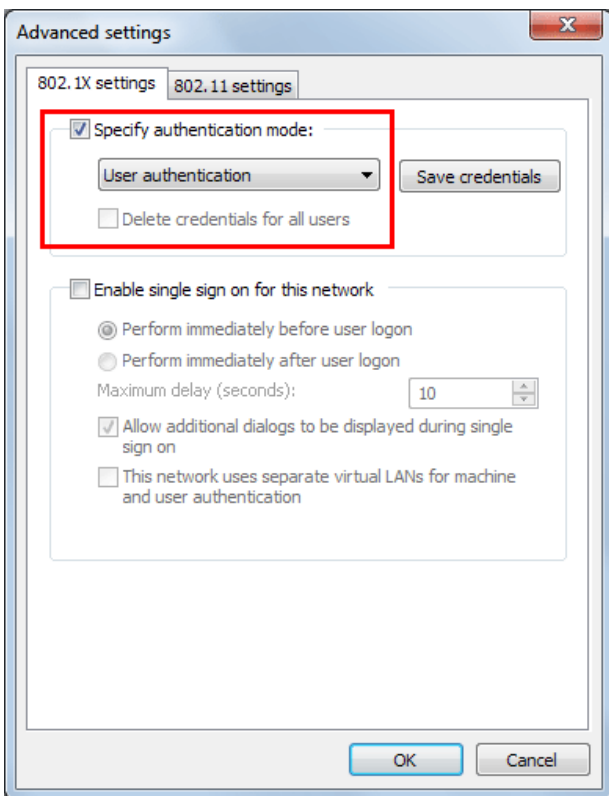 Advanced settings
802.1X settings
802.11 settings
Specify authentication mode:
User authentication
Save credentials
Delete credentials for all users
Enable single sign on for this network
Perform immediately before user logon
Perform immediately after user logon
Maximum delay (seconds):
10
Allow additional dialogs to be displayed during single
sign on
This network uses separate virtual LANs for machine
and user authentication
OK
Cancel